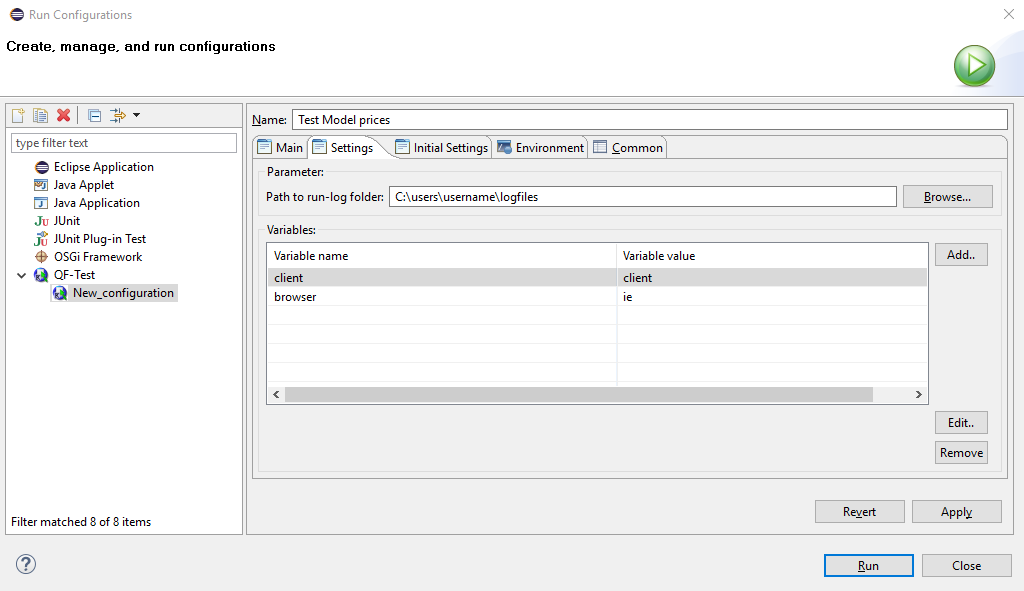 Run Configurations
Create, manage, and run configurations
type filter text
Eclipse Application
Java Applet
Java Application
JUnit
JUnit Plug-in Test
OSGi Framework
QF-Test
New_configuration
Filter matched 8 of 8 items
Name: Test Model prices
Main Settings Initial Settings Environment Common
Parameter:
Path to run-log folder: C:\users\username\logfiles Browse...
Variables:
Variable name Variable value Add..
client client
browser ie
Edit..
Remove
Revert Apply
Run Close